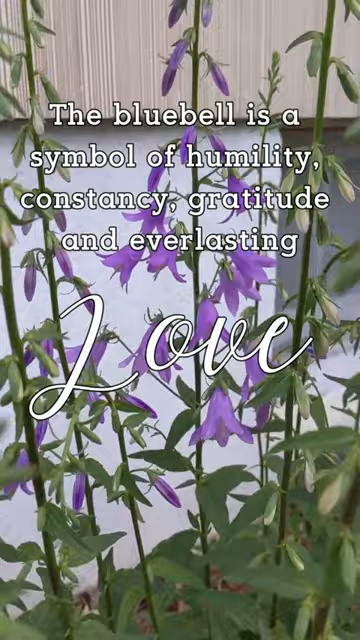 The bluebell is a
symbol of humility,
constancy, gratitude
and everlasting
Love